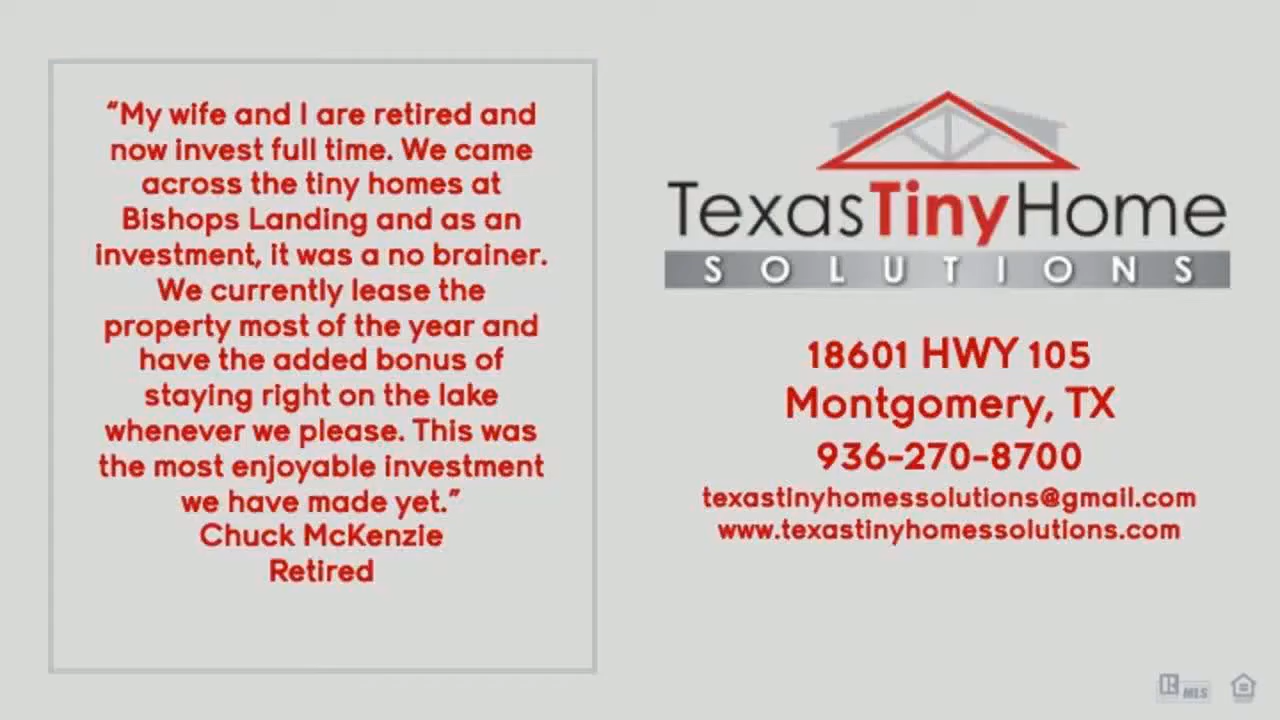 “My wife and I are retired and
now invest full time. We came
across the tiny homes at
Bishops Landing and as an
investment, it was a no brainer.
We currently lease the
property most of the year and
have the added bonus of
staying right on the lake
whenever we please. This was
the most enjoyable investment
we have made yet.”
Chuck McKenzie
Retired
TexasTinyHome
SOLUTIONS
18601 HWY 105
Montgomery, TX
936-270-8700
texastinyhomessolutions@gmail.com
www.texastinyhomessolutions.com
R MLS